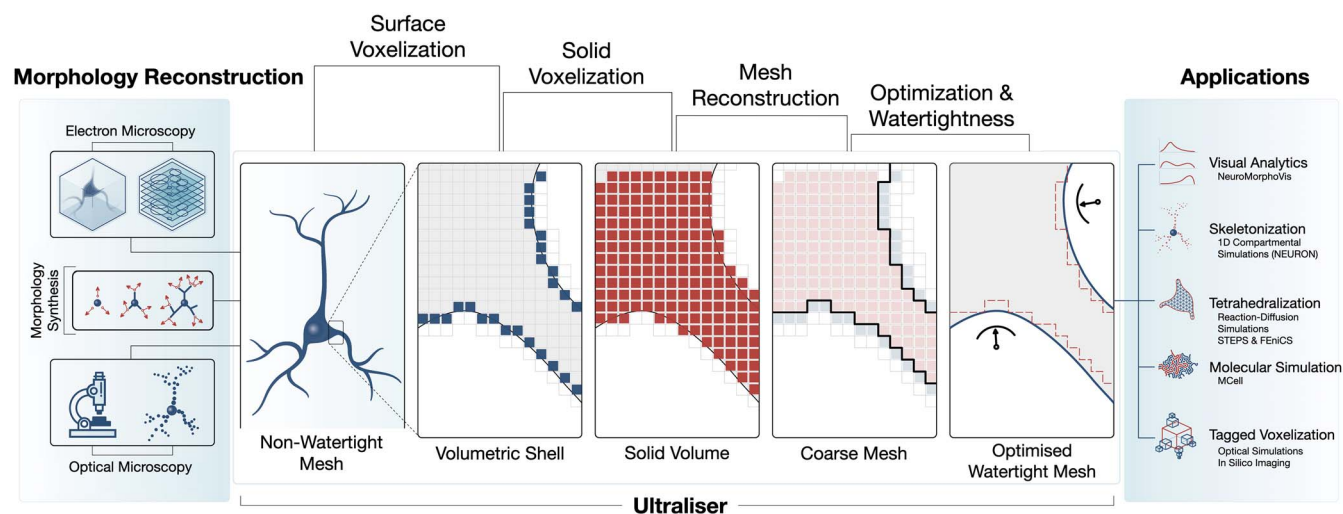 Surface
Voxelization
Solid
Voxelization
Mesh
Reconstruction
Optimization &
Watertightness
Morphology Reconstruction
Electron Microscopy
Morphology
Synthesis
Optical Microscopy
Non-Watertight
Mesh
Volumetric Shell
Solid Volume
Coarse Mesh
Optimised
Watertight Mesh
Ultraliser
Applications
Visual Analytics
NeuroMorphoVis
Skeletonization
1D Compartmental
Simulations (NEURON)
Tetrahedralization
Reaction-Diffusion
Simulations
STEPS & FEniCS
Molecular Simulation
MCell
Tagged Voxelization
Optical Simulations
In Silico Imaging